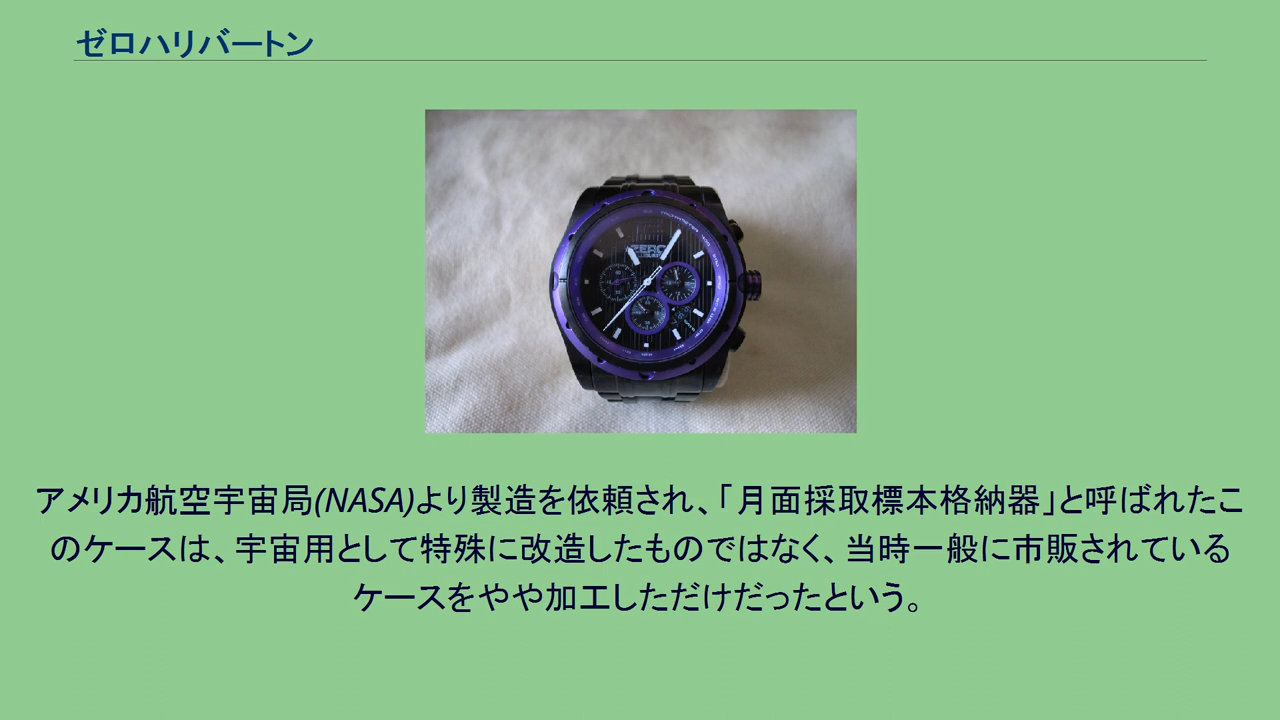 ゼロハリバートン
TACHYMETER 400
ZERO
アメリカ航空宇宙局(NASA)より製造を依頼され、「月面採取標本格納器」と呼ばれたこ
のケースは、宇宙用として特殊に改造したものではなく、当時一般に市販されている
ケースをやや加工しただけだったという。